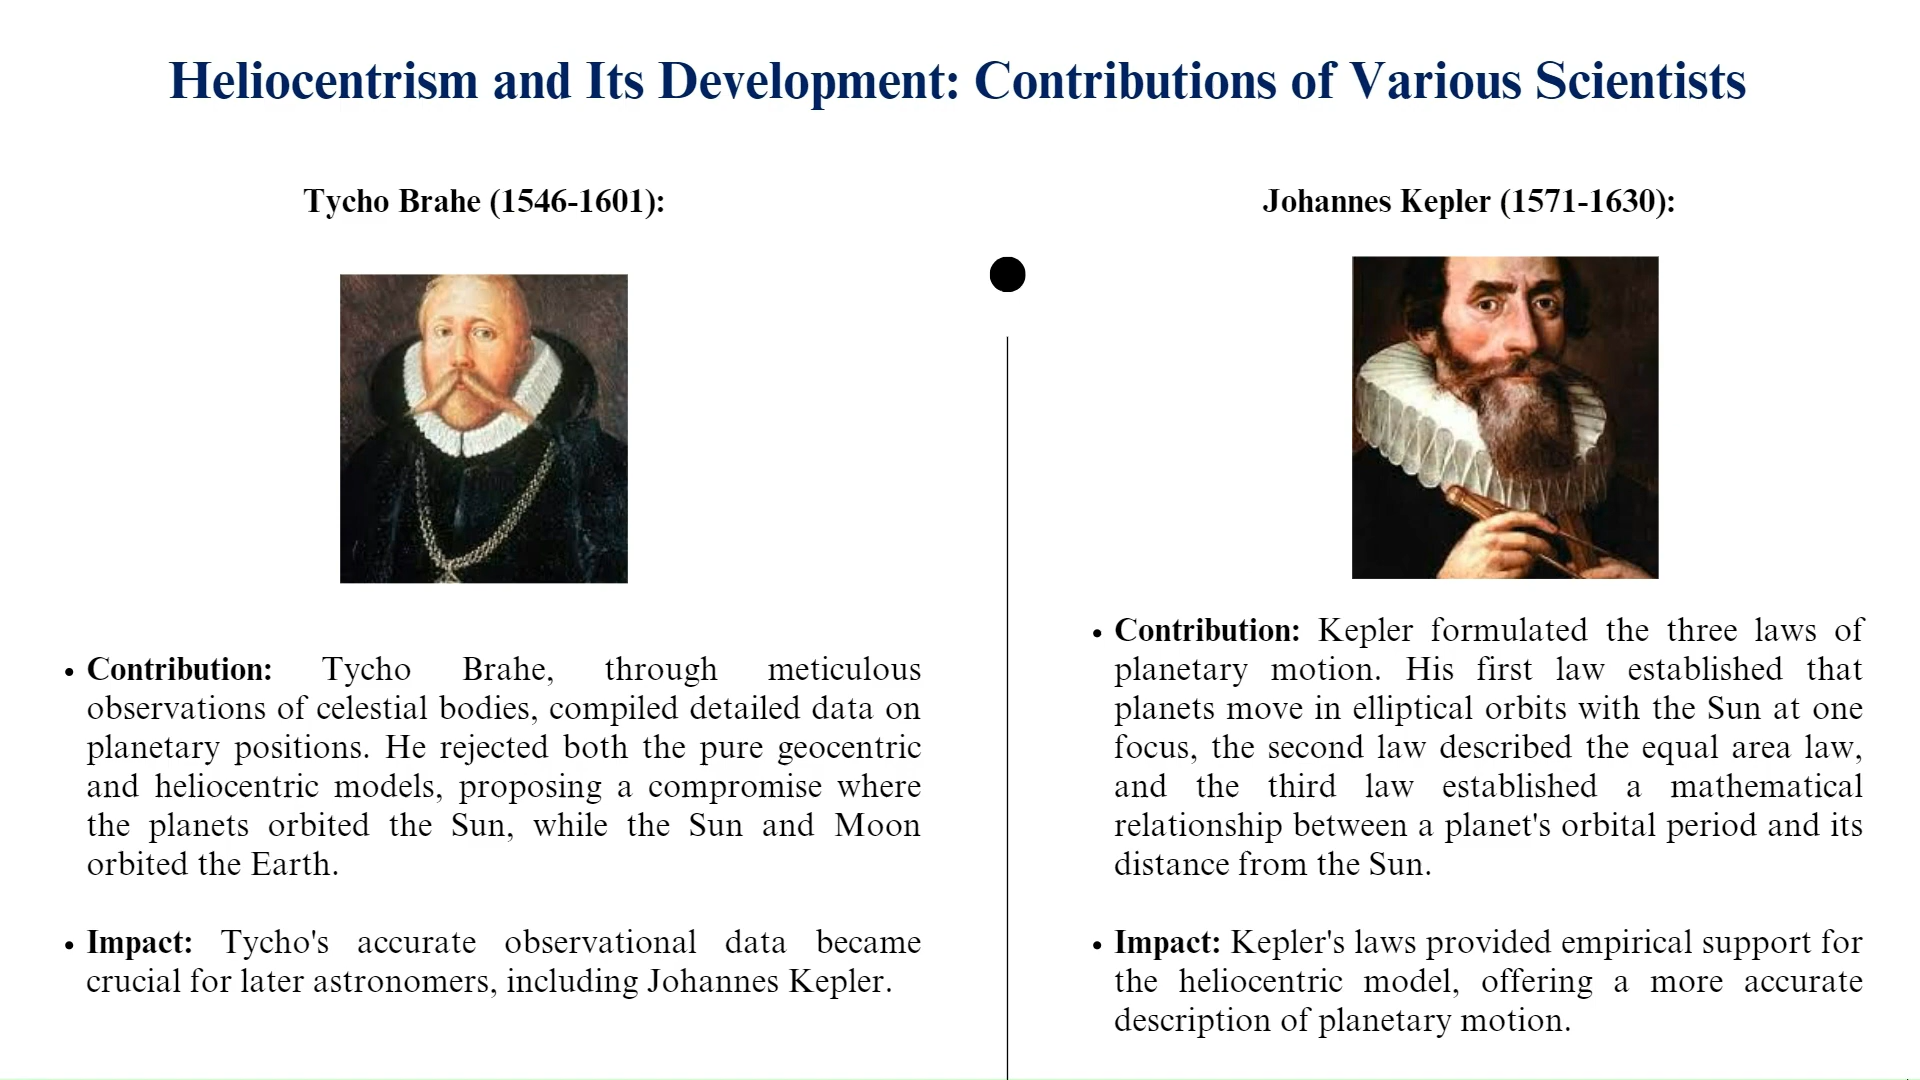 Heliocentrism and Its Development: Contributions of Various Scientists
Tycho Brahe (1546-1601):
• Contribution: Tycho Brahe, through meticulous
observations of celestial bodies, compiled detailed data on
planetary positions. He rejected both the pure geocentric
and heliocentric models, proposing a compromise where
the planets orbited the Sun, while the Sun and Moon
orbited the Earth.
• Impact: Tycho's accurate observational data became
crucial for later astronomers, including Johannes Kepler.
Johannes Kepler (1571-1630):
• Contribution: Kepler formulated the three laws of
planetary motion. His first law established that
planets move in elliptical orbits with the Sun at one
focus, the second law described the equal area law,
and the third law established a mathematical
relationship between a planet's orbital period and its
distance from the Sun.
• Impact: Kepler's laws provided empirical support for
the heliocentric model, offering a more accurate
description of planetary motion.